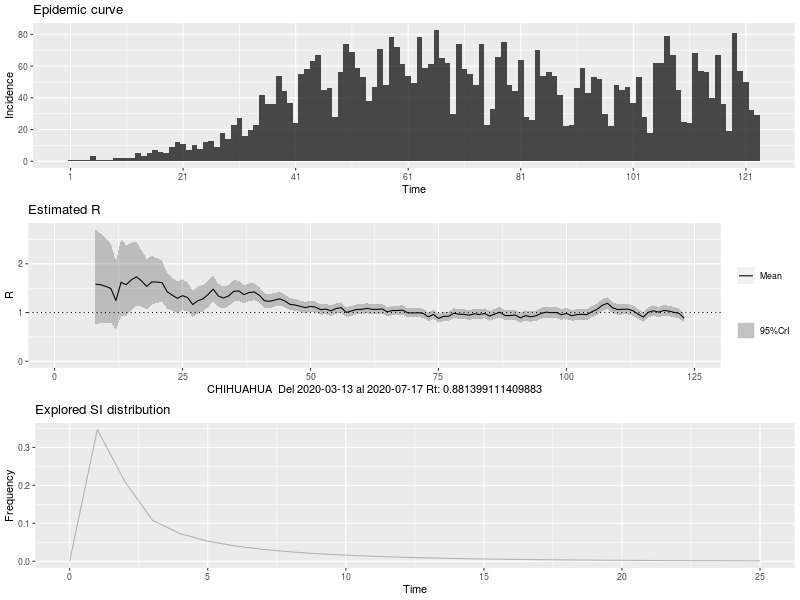 Epidemic curve
80
60
40
20
0
Incidence
1 21 41 61 81 101 121
Time
Estimated R
2
1
0
R
Mean
95%CrI
0 25 50 75 100 125
CHIHUAHUA Del 2020-03-13 al 2020-07-17 Rt: 0.881399111409883
Explored SI distribution
0.3
0.2
0.1
0.0
Frequency
0 5 10 15 20 25
Time